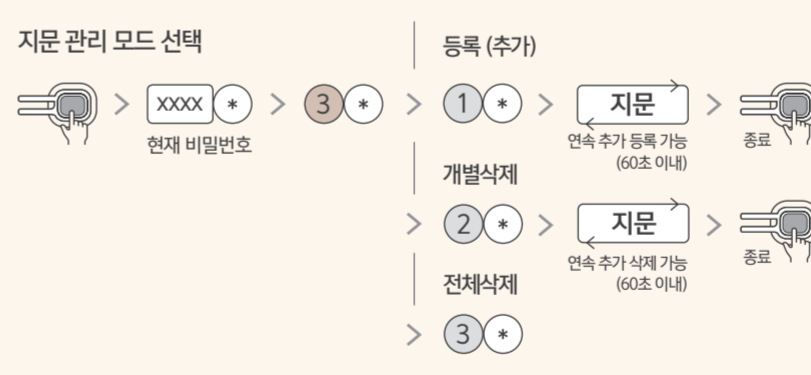 지문 관리 모드 선택
등록 (추가)
XXXX * 3 * 1 * 지문
현재 비밀번호
연속 추가 등록 가능
(60초 이내)
종료
개별삭제
2 * 지문
연속 추가 삭제 가능
(60초 이내)
종료
전체삭제
3 *